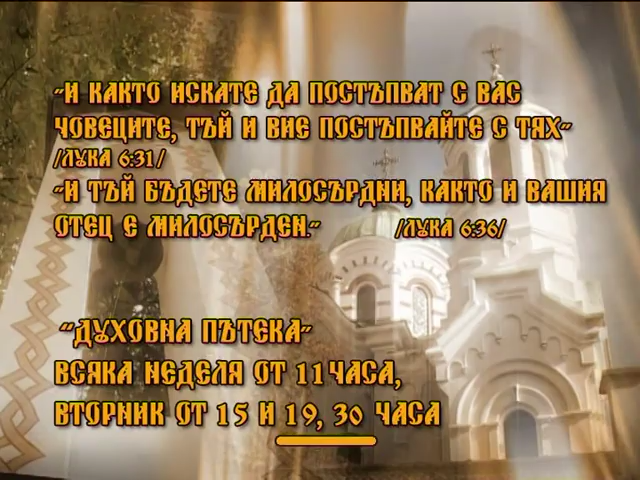 "И КАКТО ИСКАТЕ ДА ПОСТЪПВАТ С ВАС
ЧОВЕЦИТЕ, ТЪЙ И ВИЕ ПОСТЪПВАЙТЕ С ТЯХ"
/ЛУКА 6:31/
"И ТЪЙ БЪДЕТЕ МИЛОСЪРДНИ, КАКТО И ВАШИЯ
ОТЕЦ Е МИЛОСЪРДЕН." /ЛУКА 6:36/
"ДУХОВНА ПЪТЕКА"
ВСЯКА НЕДЕЛЯ ОТ 11 ЧАСА,
ВТОРНИК ОТ 15 И 19, 30 ЧАСА